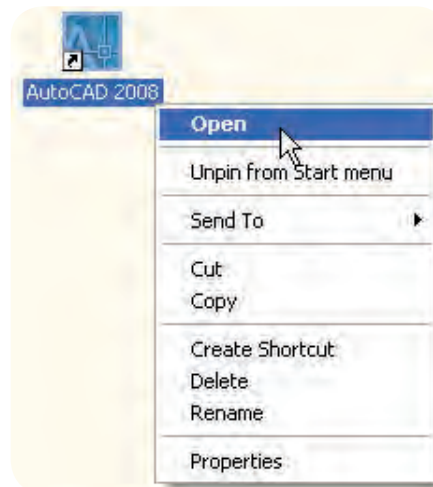 AutoCAD 2008
Open
Unpin from Start menu
Send To
Cut
Copy
Create Shortcut
Delete
Rename
Properties